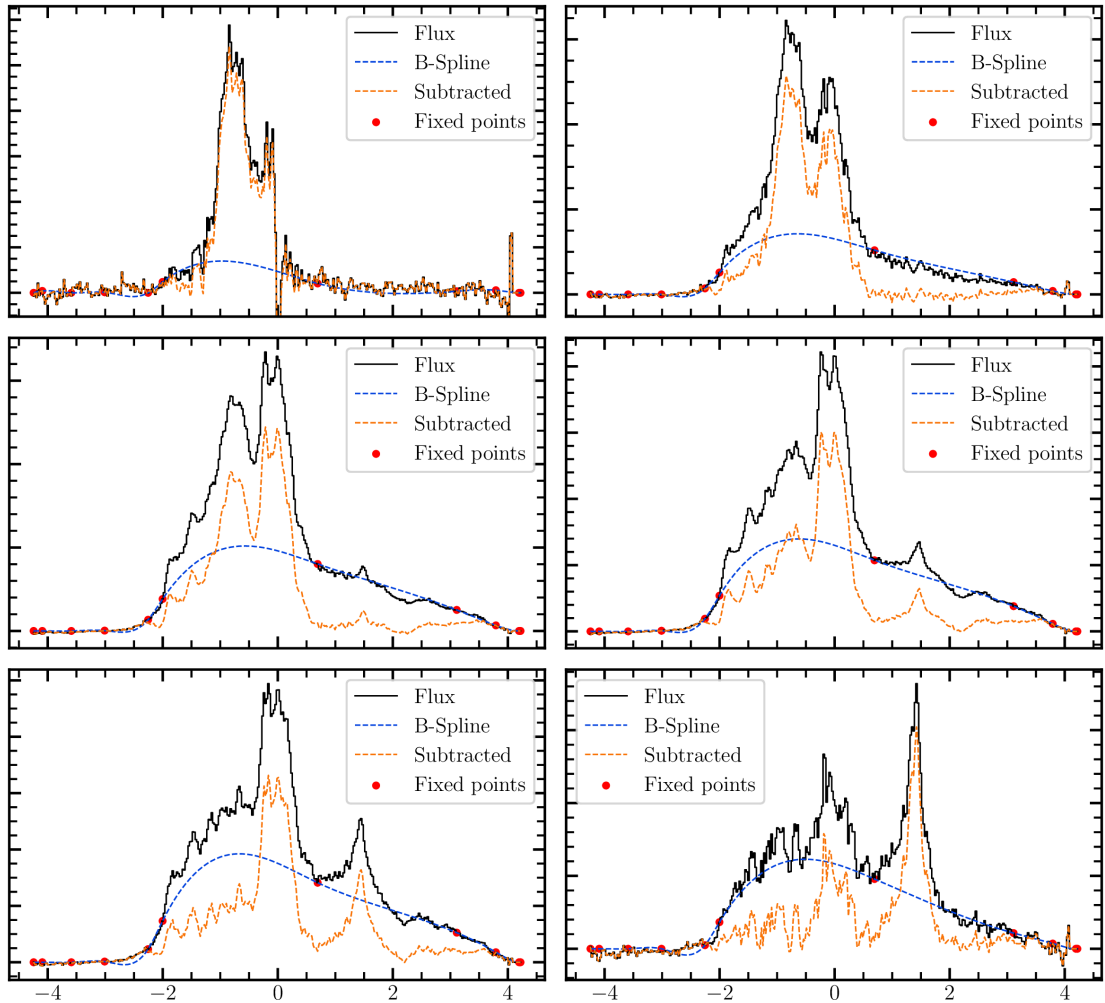 Flux
B-Spline
Subtracted
Fixed points
Flux
B-Spline
Subtracted
Fixed points
Flux
B-Spline
Subtracted
Fixed points
Flux
B-Spline
Subtracted
Fixed points
Flux
B-Spline
Subtracted
Fixed points
Flux
B-Spline
Subtracted
Fixed points
−4 −2 0 2 4
−4 −2 0 2 4